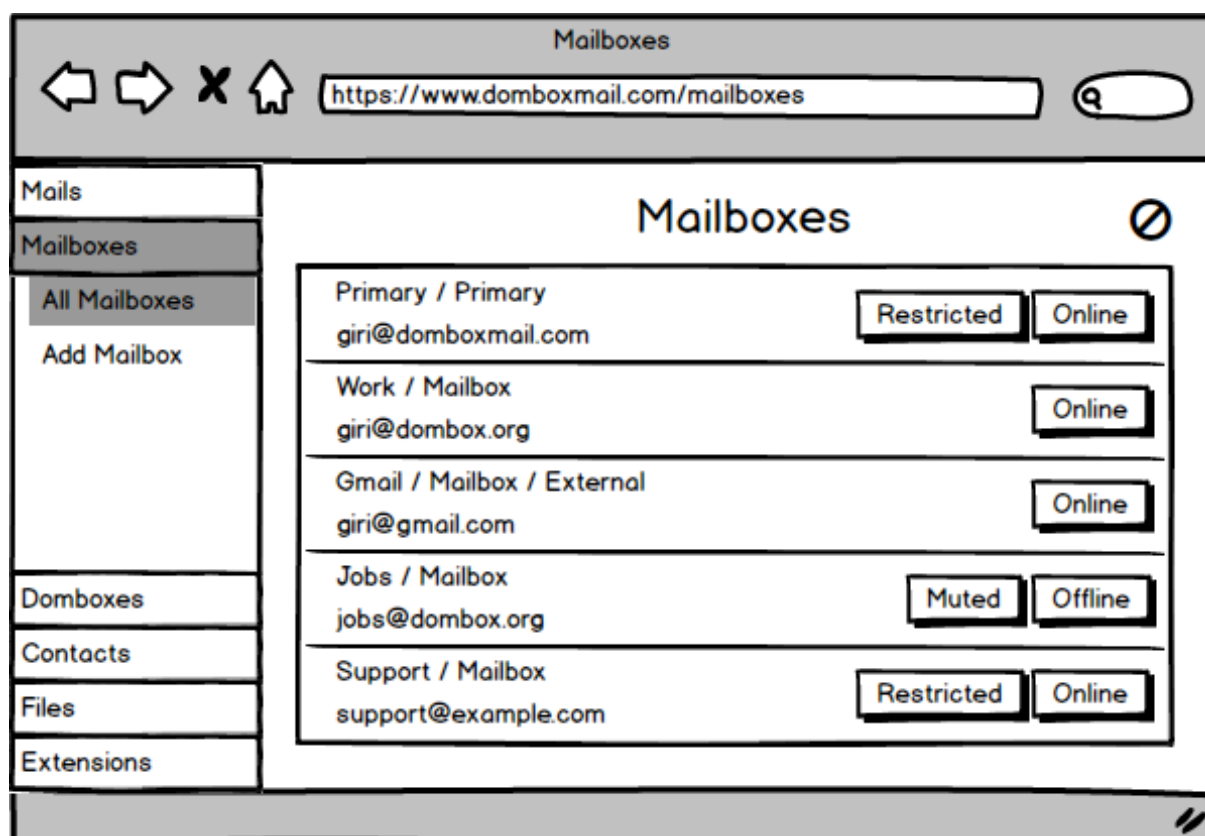 Mailboxes
https://www.domboxmail.com/mailboxes
Mails
Mailboxes
All Mailboxes
Add Mailbox
Domboxes
Contacts
Files
Extensions
Mailboxes
Primary / Primary
giri@domboxmail.com
Restricted
Online
Work / Mailbox
giri@dombox.org
Online
Gmail / Mailbox / External
giri@gmail.com
Online
Jobs / Mailbox
jobs@dombox.org
Muted
Offline
Support / Mailbox
support@example.com
Restricted
Online